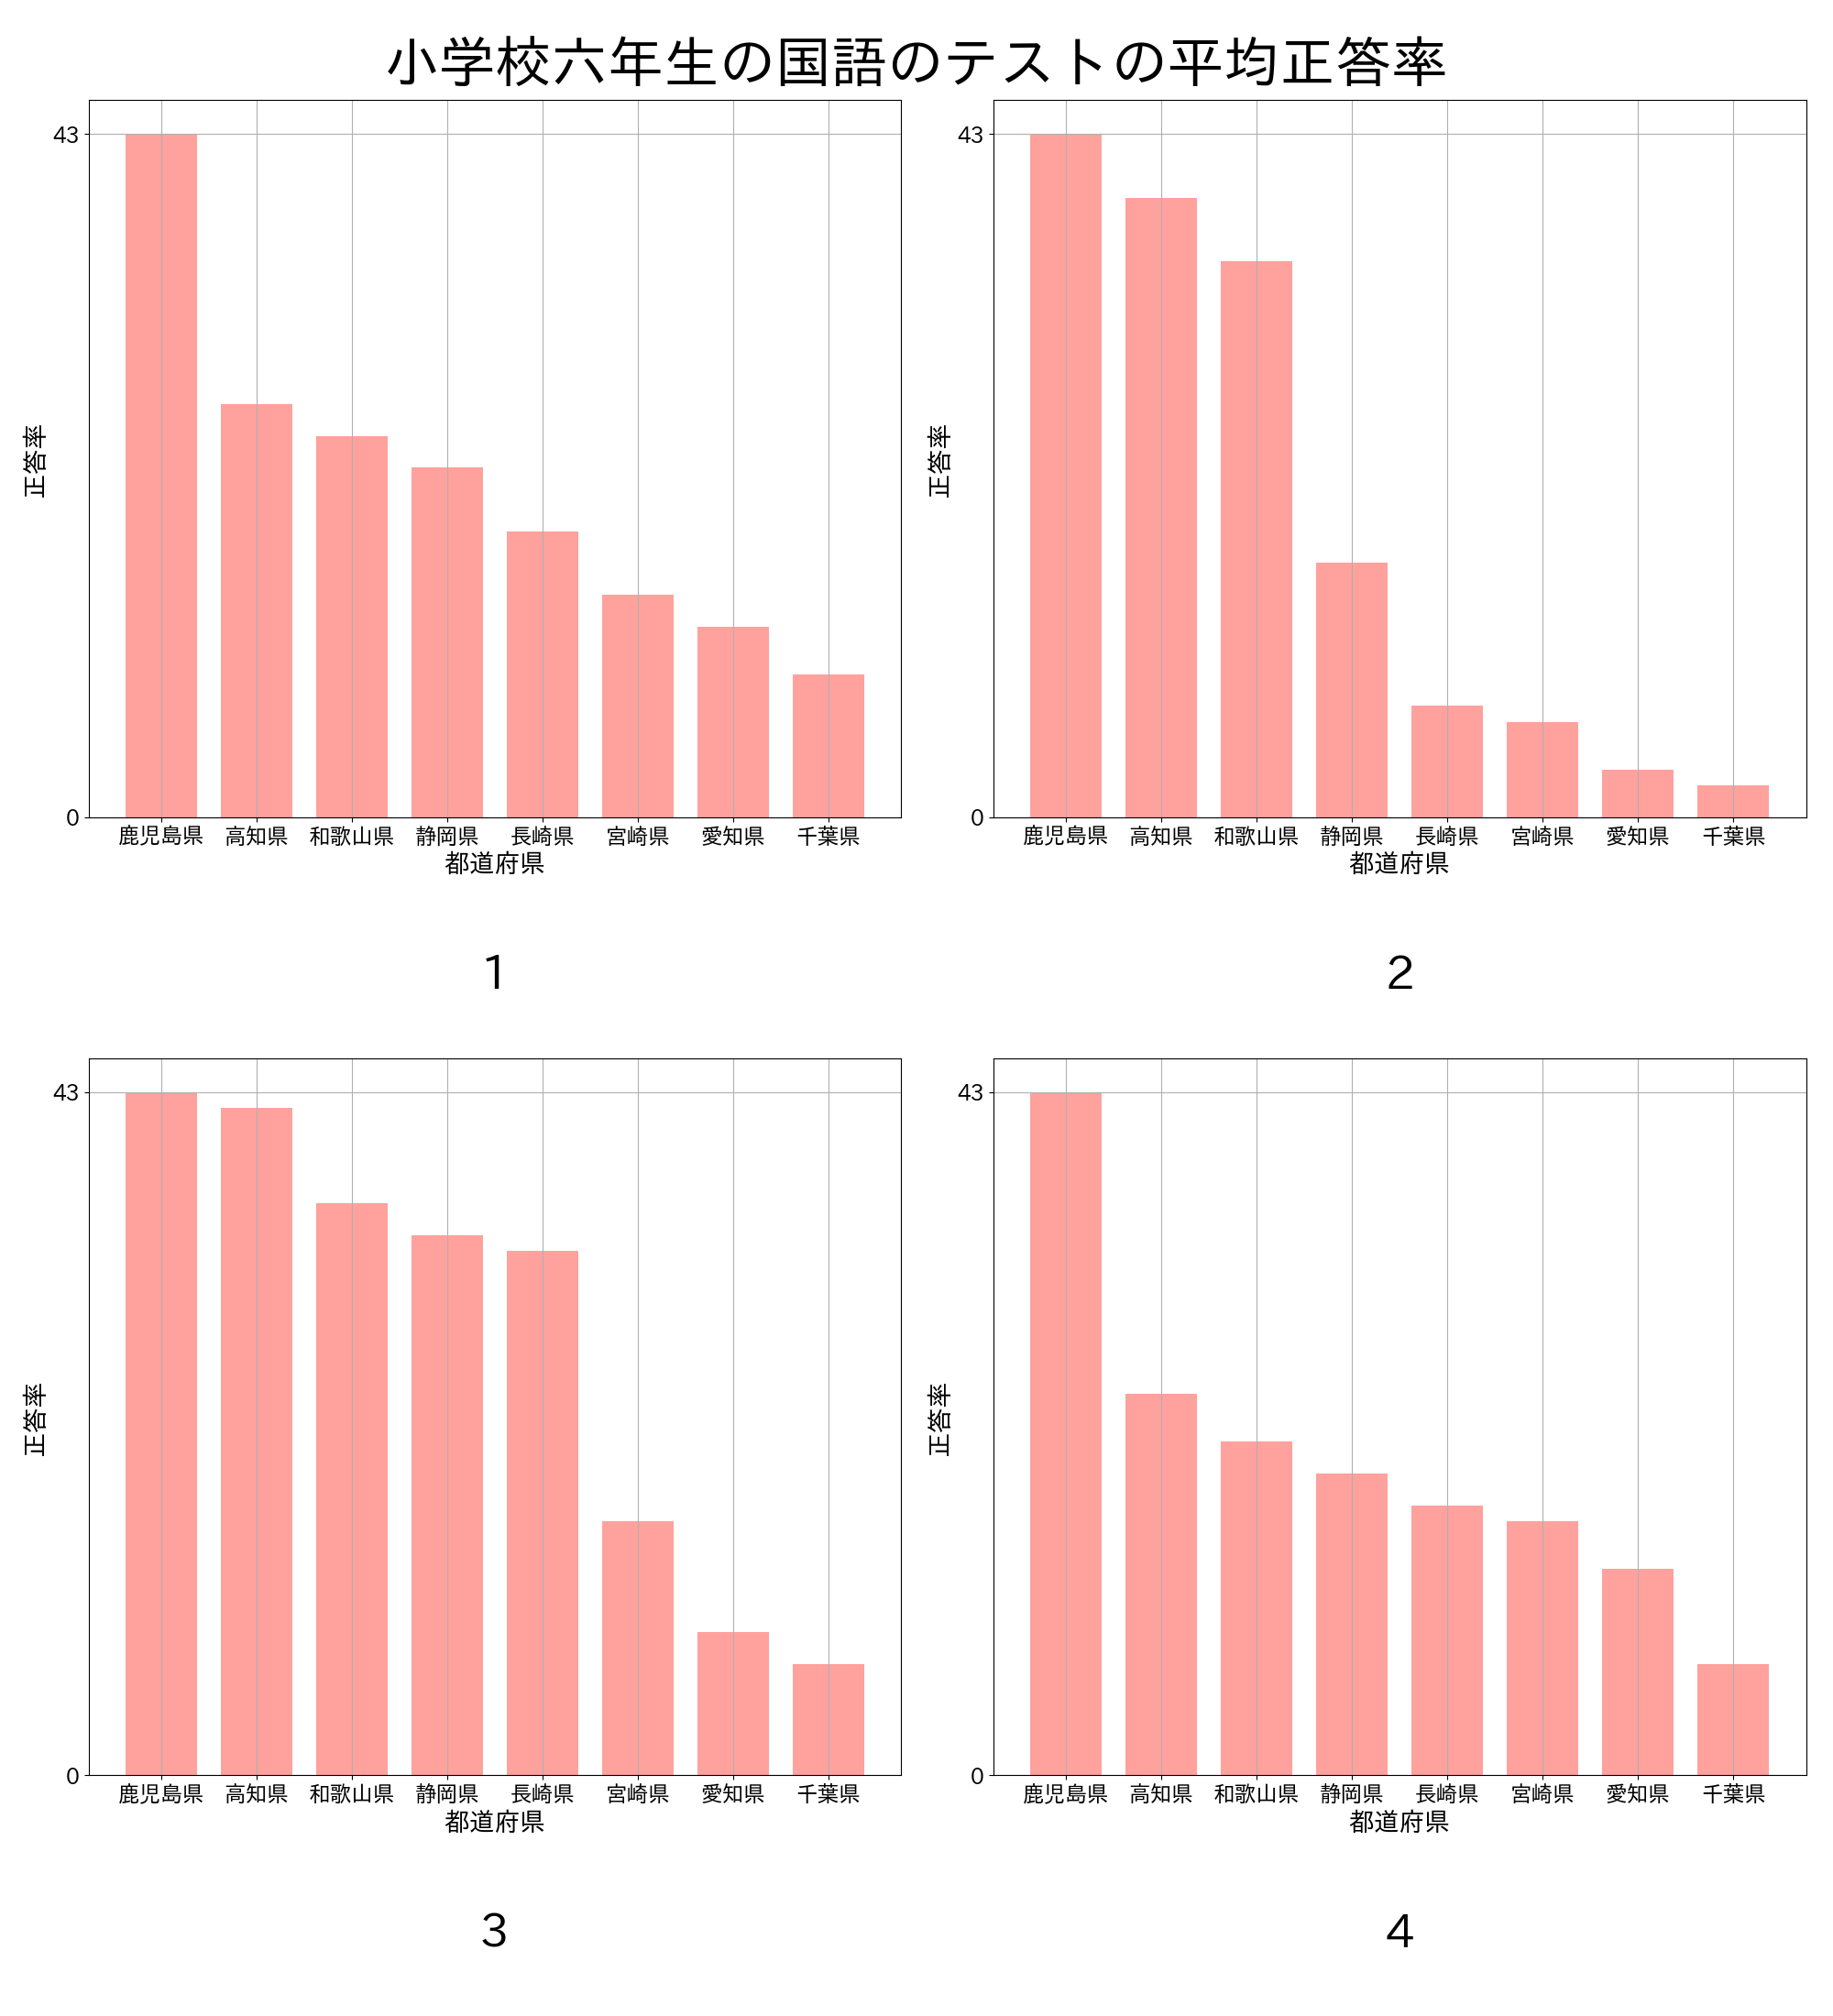 小学校六年生の国語のテストの平均正答率
43
0
正答率
鹿児島県 高知県 和歌山県 静岡県 長崎県 宮崎県 愛知県 千葉県
都道府県
1
43
0
正答率
鹿児島県 高知県 和歌山県 静岡県 長崎県 宮崎県 愛知県 千葉県
都道府県
2
43
0
正答率
鹿児島県 高知県 和歌山県 静岡県 長崎県 宮崎県 愛知県 千葉県
都道府県
3
43
0
正答率
鹿児島県 高知県 和歌山県 静岡県 長崎県 宮崎県 愛知県 千葉県
都道府県
4